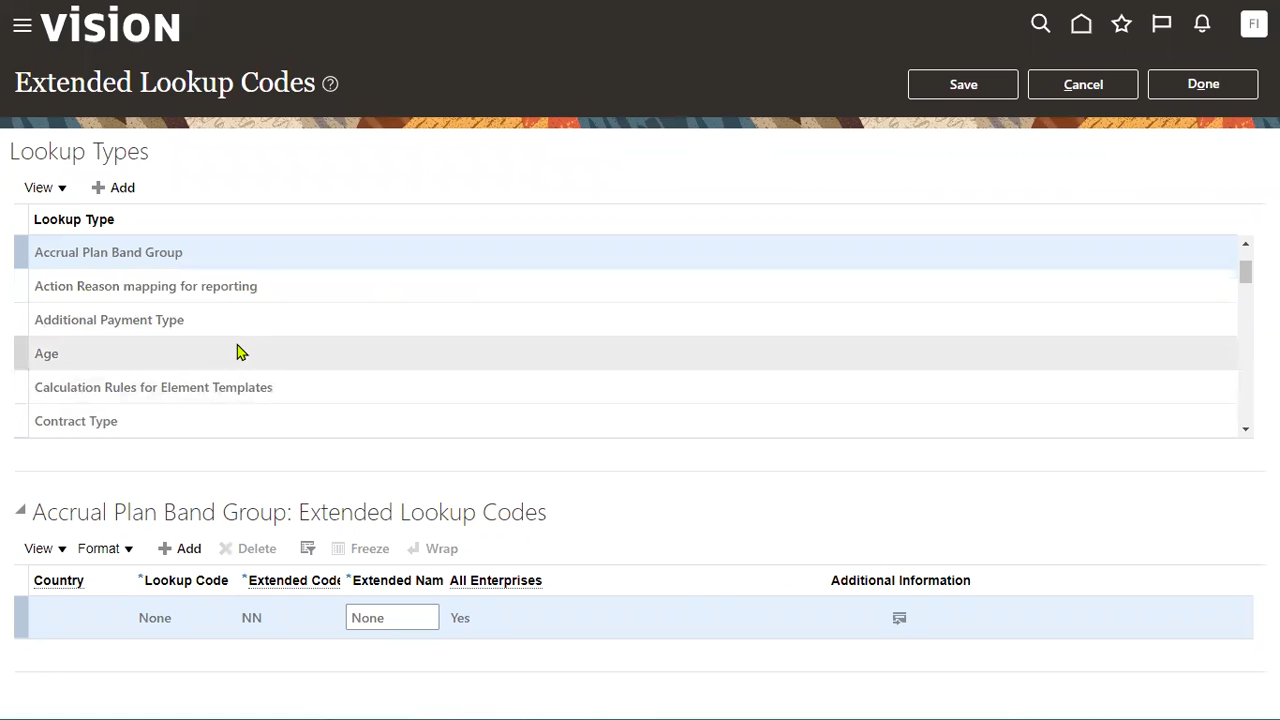 VISION
FI
Extended Lookup Codes
Save
Cancel
Done
Lookup Types
View
Add
Lookup Type
Accrual Plan Band Group
Action Reason mapping for reporting
Additional Payment Type
Age
Calculation Rules for Element Templates
Contract Type
Accrual Plan Band Group: Extended Lookup Codes
View Format Add Delete Freeze Wrap
Country *Lookup Code *Extended Code *Extended Nam All Enterprises Additional Information
None NN None Yes